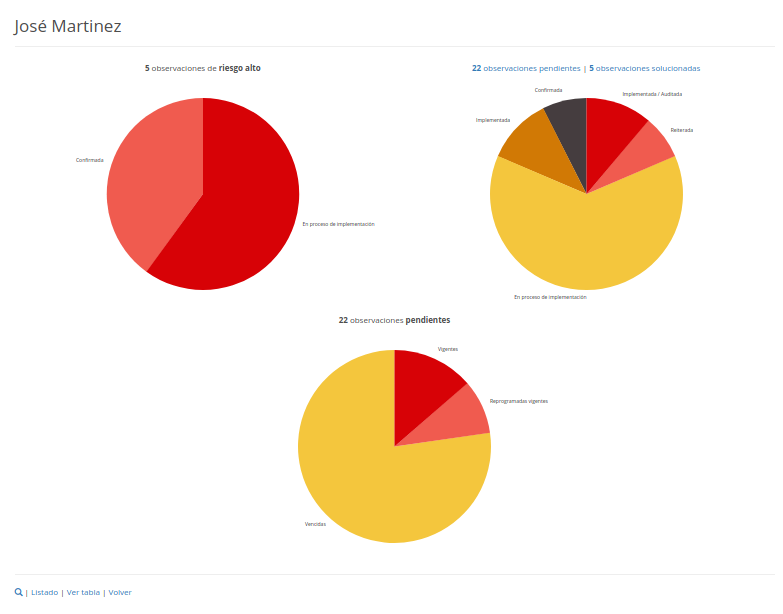 José Martinez
5 observaciones de riesgo alto
Confirmada
En proceso de implementación
22 observaciones pendientes | 5 observaciones solucionadas
Confirmada
Implementada / Auditada
Implementada
Reiterada
En proceso de implementación
22 observaciones pendientes
Vigentes
Reprogramadas vigentes
Vencidas
| Listado | Ver tabla | Volver